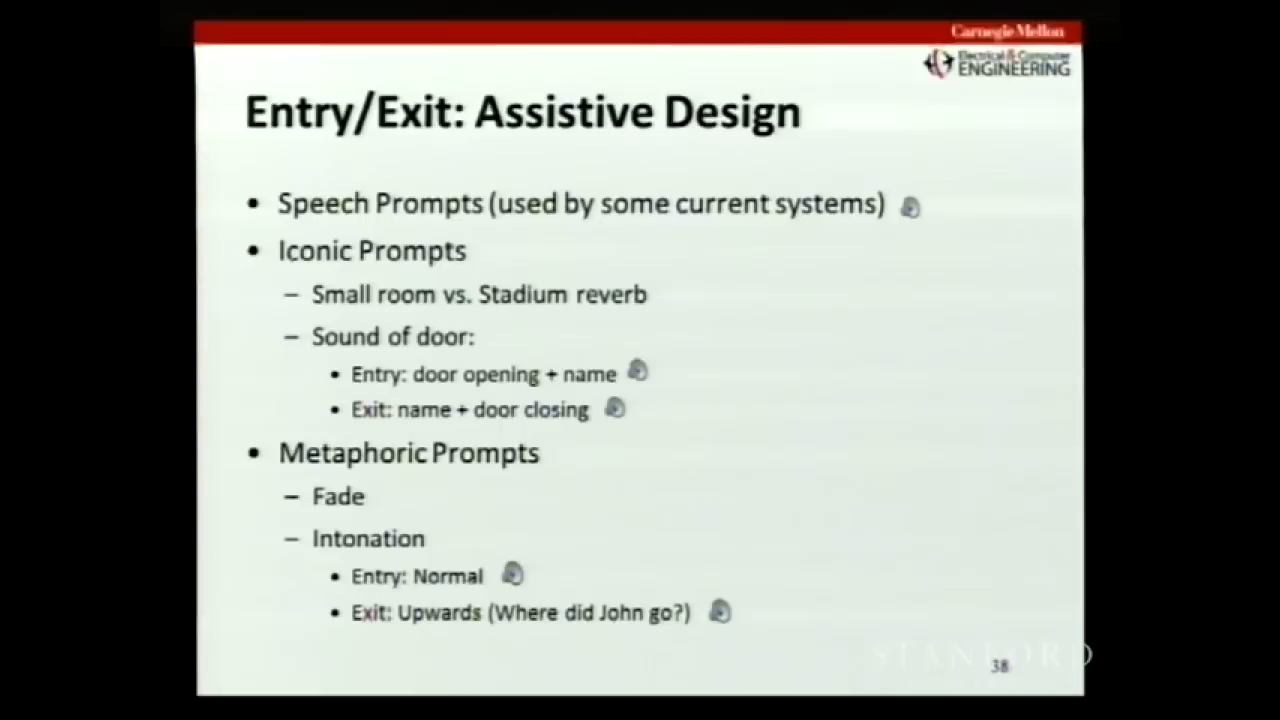 Carnegie Mellon
Electrical & Computer
ENGINEERING
Entry/Exit: Assistive Design
• Speech Prompts (used by some current systems)
• Iconic Prompts
– Small room vs. Stadium reverb
– Sound of door:
• Entry: door opening + name
• Exit: name + door closing
• Metaphoric Prompts
– Fade
– Intonation
• Entry: Normal
• Exit: Upwards (Where did John go?)
STANFORD
38